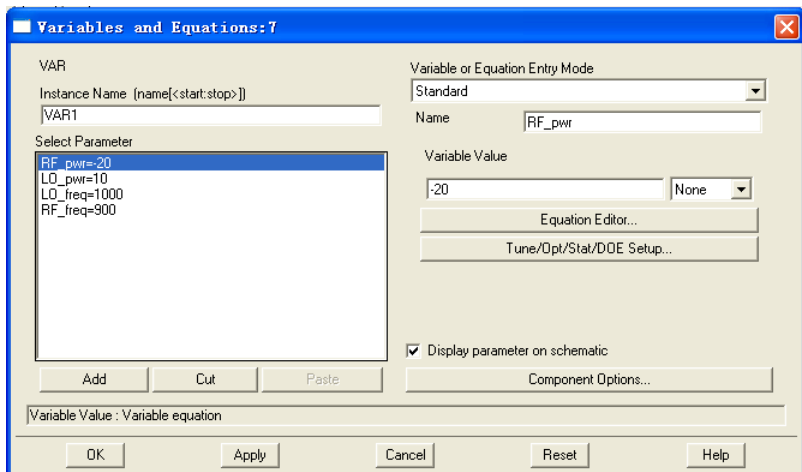 Variables and Equations:7
VAR
Instance Name (name[<start:stop>])
VAR1
Select Parameter
RF_pwr=-20
LO_pwr=10
LO_freq=1000
RF_freq=900
Add
Cut
Paste
Variable or Equation Entry Mode
Standard
Name
RF_pwr
Variable Value
-20
None
Equation Editor...
Tune/Opt/Stat/DOE Setup...
Display parameter on schematic
Component Options...
Variable Value : Variable equation
OK
Apply
Cancel
Reset
Help